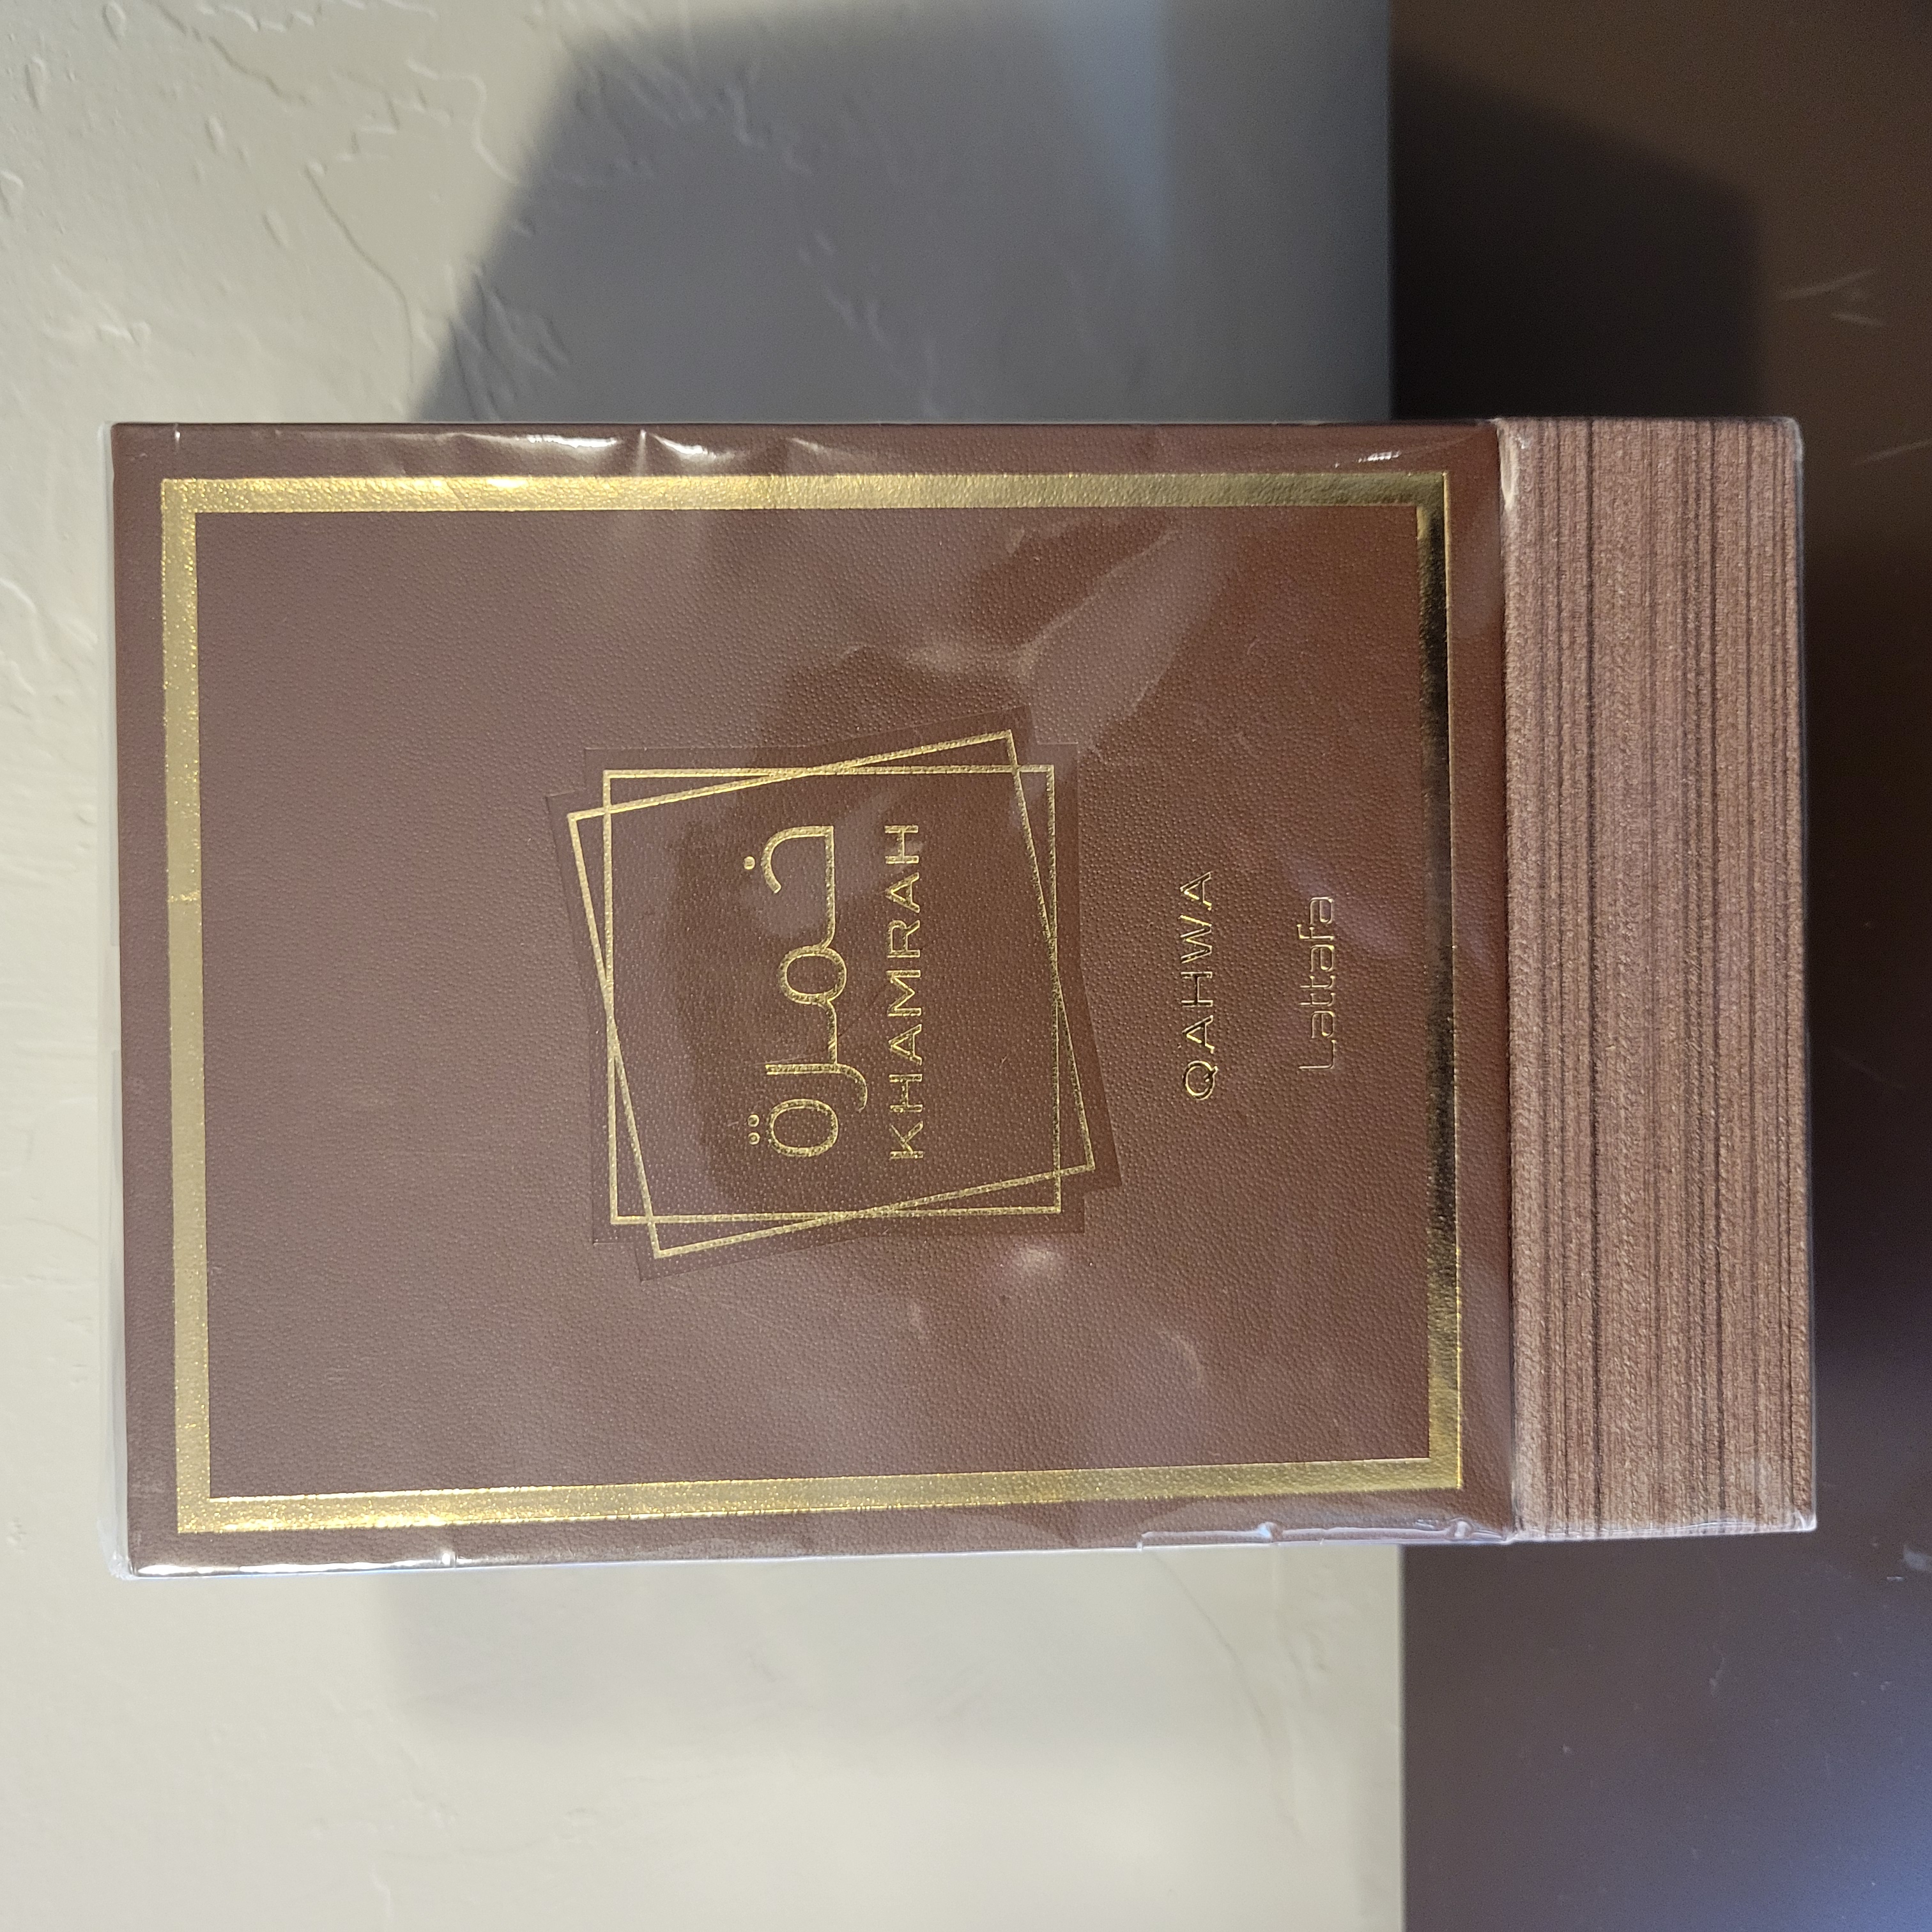 خمرة
KHAMRAH
QAHWA
Lattafa